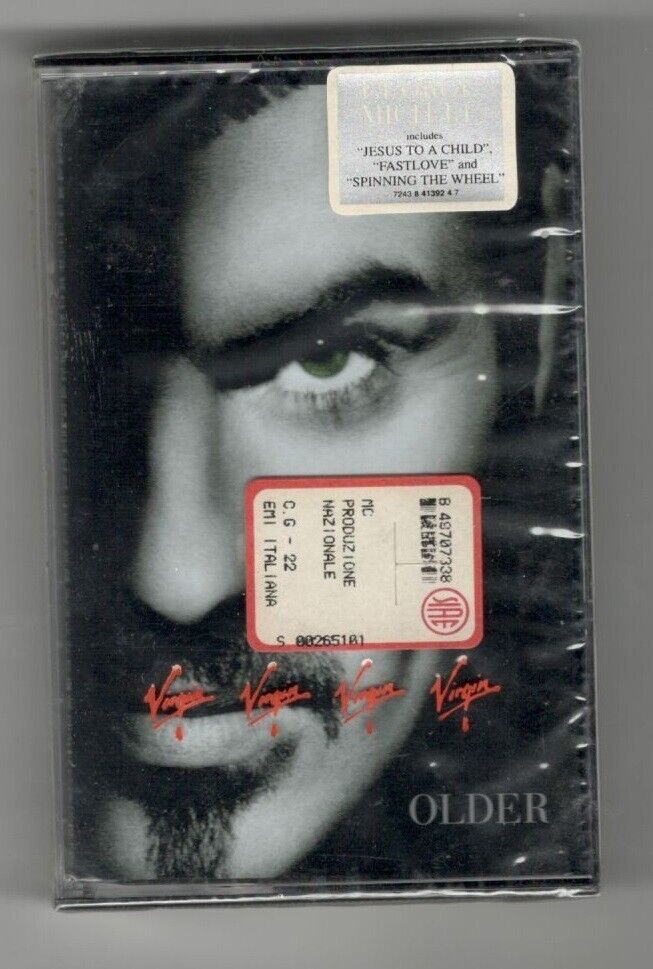 GEORGE
MICHAEL
includes
"JESUS TO A CHILD",
"FASTLOVE" and
"SPINNING THE WHEEL"
7243 8 41392 4 7
B 49707338
MC
PRODUZIONE
NAZIONALE
C.G - 22
EMI ITALIANA
SIAE
Virgin Virgin Virgin Virgin
OLDER